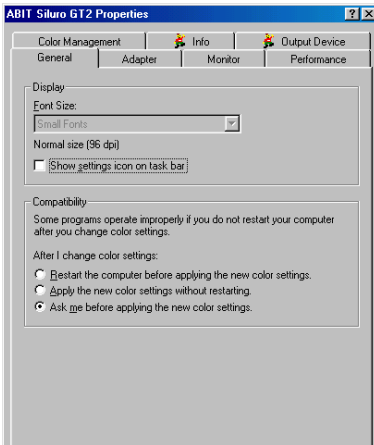 ABIT Siluro GT2 Properties
Color Management
Info
Output Device
General
Adapter
Monitor
Performance
Display
Font Size:
Small Fonts
Normal size (96 dpi)
Show settings icon on task bar
Compatibility
Some programs operate improperly if you do not restart your computer
after you change color settings.
After I change color settings:
Restart the computer before applying the new color settings.
Apply the new color settings without restarting.
Ask me before applying the new color settings.